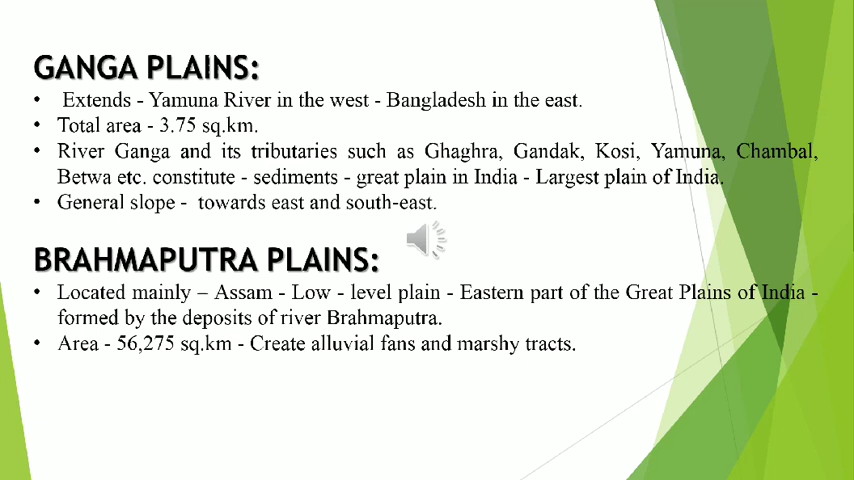 GANGA PLAINS:
• Extends - Yamuna River in the west - Bangladesh in the east.
• Total area - 3.75 sq.km.
• River Ganga and its tributaries such as Ghaghra, Gandak, Kosi, Yamuna, Chambal,
Betwa etc. constitute - sediments - great plain in India - Largest plain of India.
• General slope - towards east and south-east.
BRAHMAPUTRA PLAINS:
• Located mainly – Assam - Low - level plain - Eastern part of the Great Plains of India -
formed by the deposits of river Brahmaputra.
• Area - 56,275 sq.km - Create alluvial fans and marshy tracts.